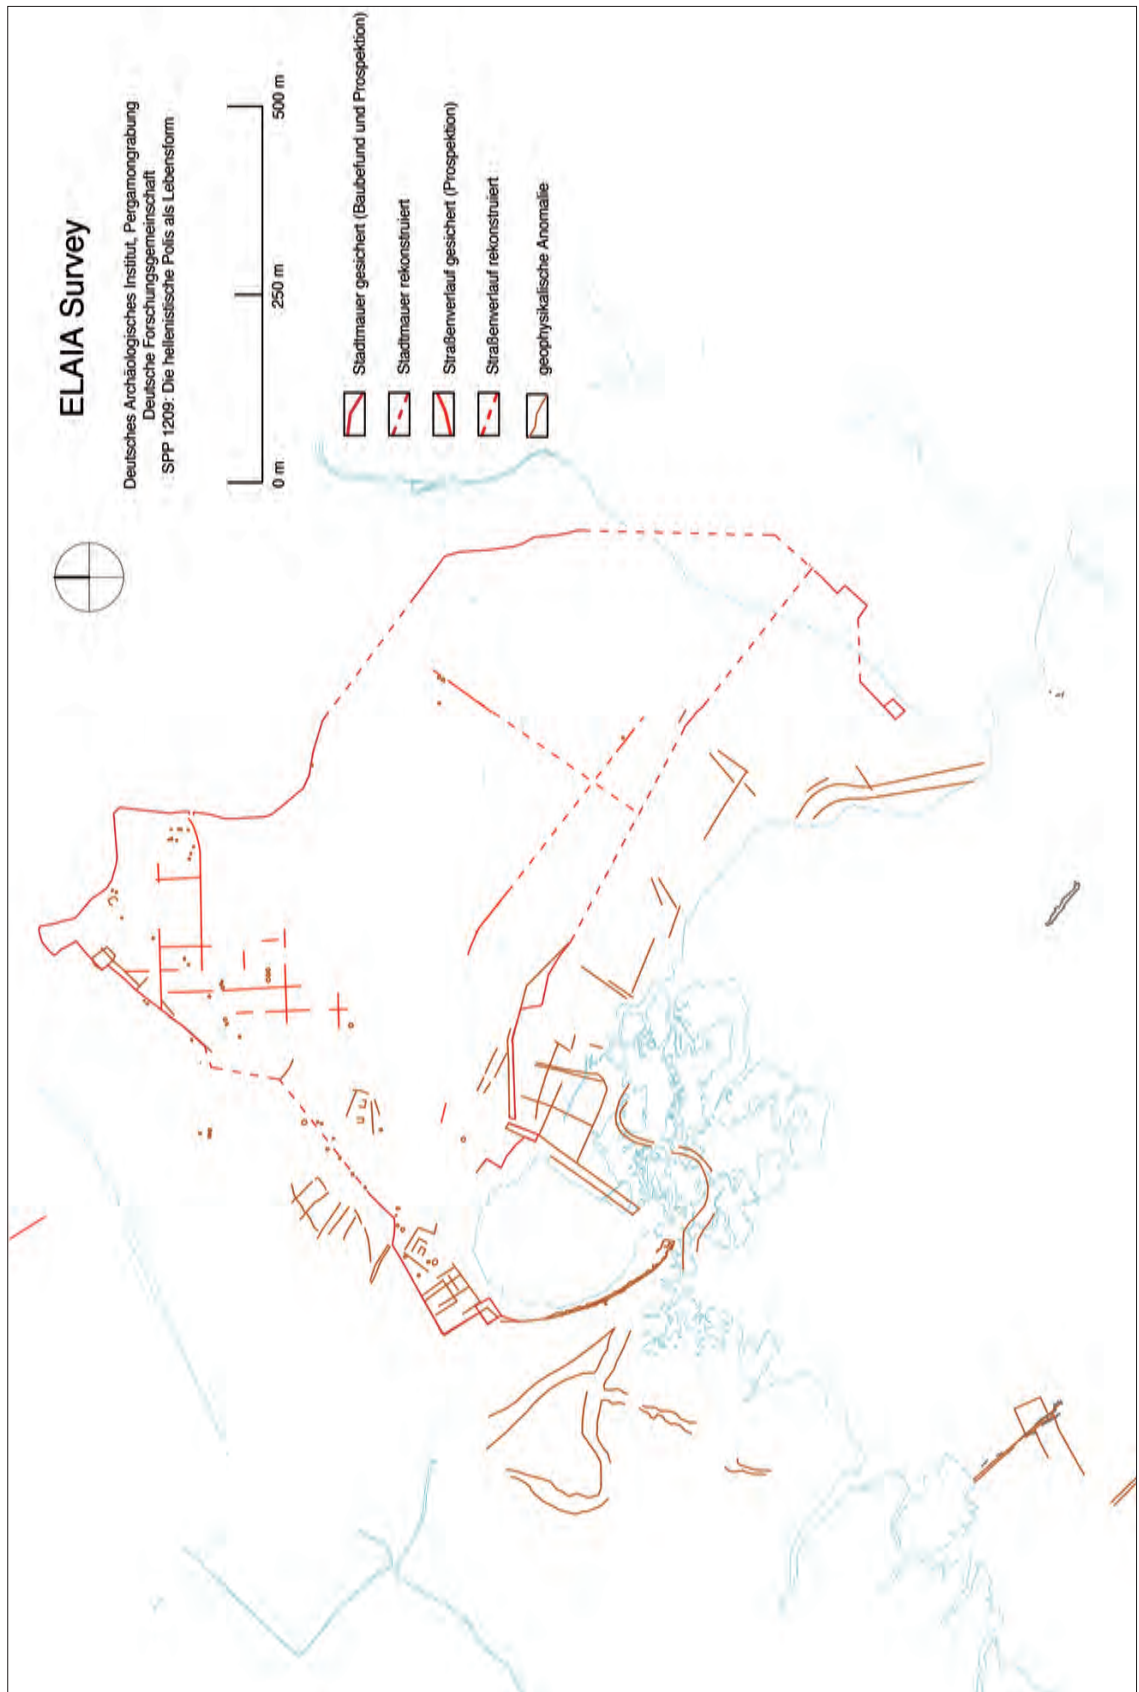 ELAIA Survey
Deutsches Archäologisches Institut, Pergamongrabung
Deutsche Forschungsgemeinschaft
SPP 1209: Die hellenistische Polis als Lebensform
0 m 250 m 500 m
Stadtmauer gesichert (Baubefund und Prospektion)
Stadtmauer rekonstruiert
Straßenverlauf gesichert (Prospektion)
Straßenverlauf rekonstruiert
geophysikalische Anomalie